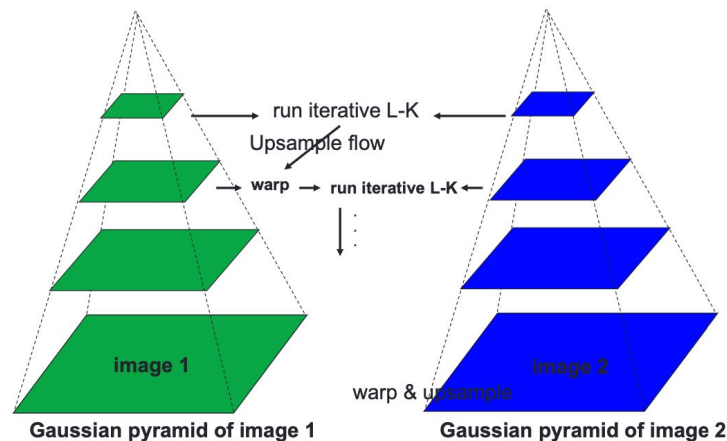 run iterative L-K
Upsample flow
warp
run iterative L-K
.
.
.
image 1
image 2
warp & upsample
Gaussian pyramid of image 1
Gaussian pyramid of image 2